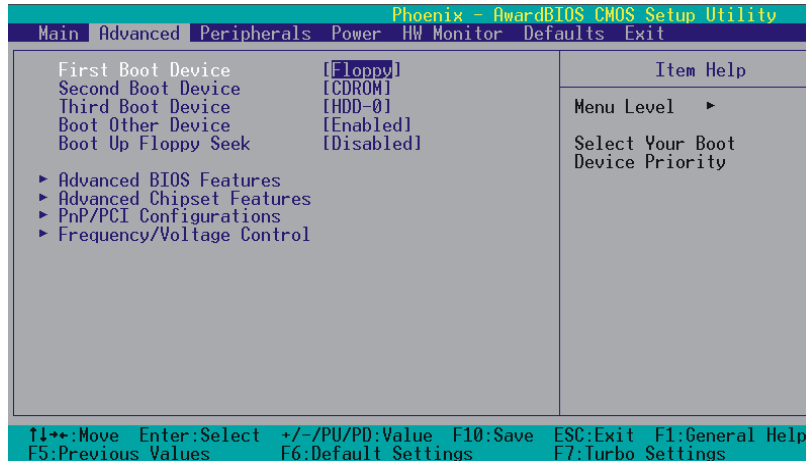 Phoenix - AwardBIOS CMOS Setup Utility
Main Advanced Peripherals Power HW Monitor Defaults Exit
First Boot Device [Floppy]
Second Boot Device [CDROM]
Third Boot Device [HDD-0]
Boot Other Device [Enabled]
Boot Up Floppy Seek [Disabled]
► Advanced BIOS Features
► Advanced Chipset Features
► PnP/PCI Configurations
► Frequency/Voltage Control
Item Help
Menu Level ►
Select Your Boot
Device Priority
↑↓→←:Move Enter:Select +/-/PU/PD:Value F10:Save ESC:Exit F1:General Help
F5:Previous Values F6:Default Settings F7:Turbo Settings